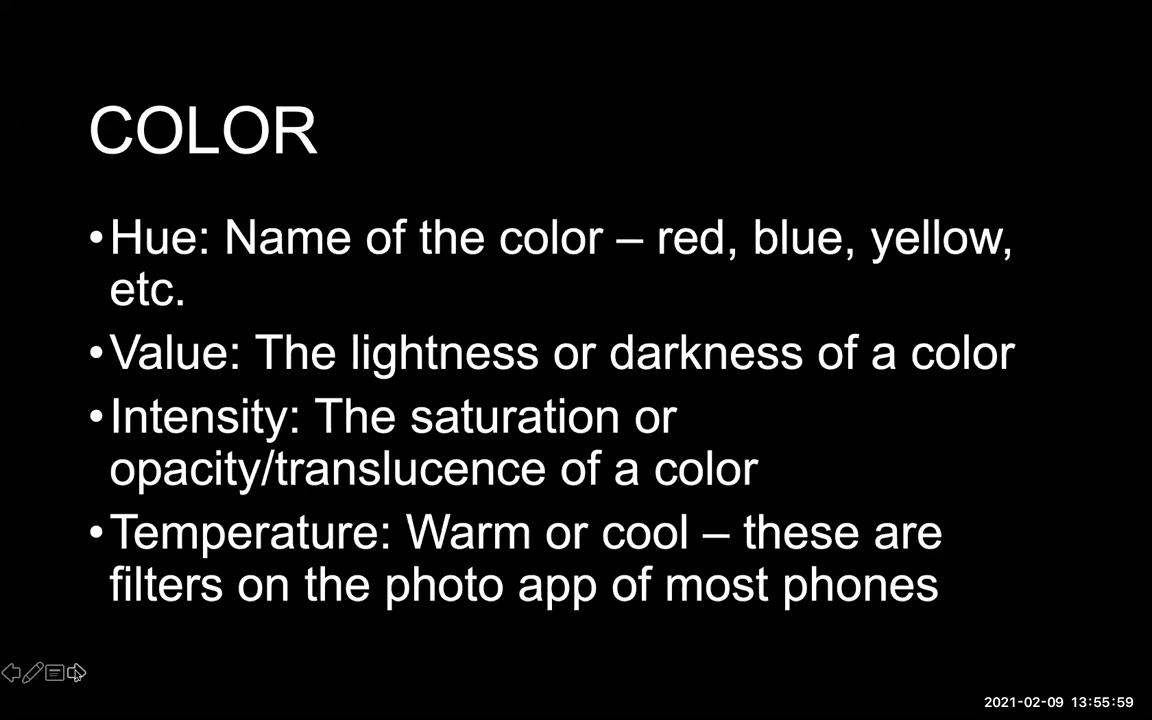 COLOR
•Hue: Name of the color – red, blue, yellow,
etc.
•Value: The lightness or darkness of a color
•Intensity: The saturation or
opacity/translucence of a color
•Temperature: Warm or cool – these are
filters on the photo app of most phones
2021-02-09 13:55:59